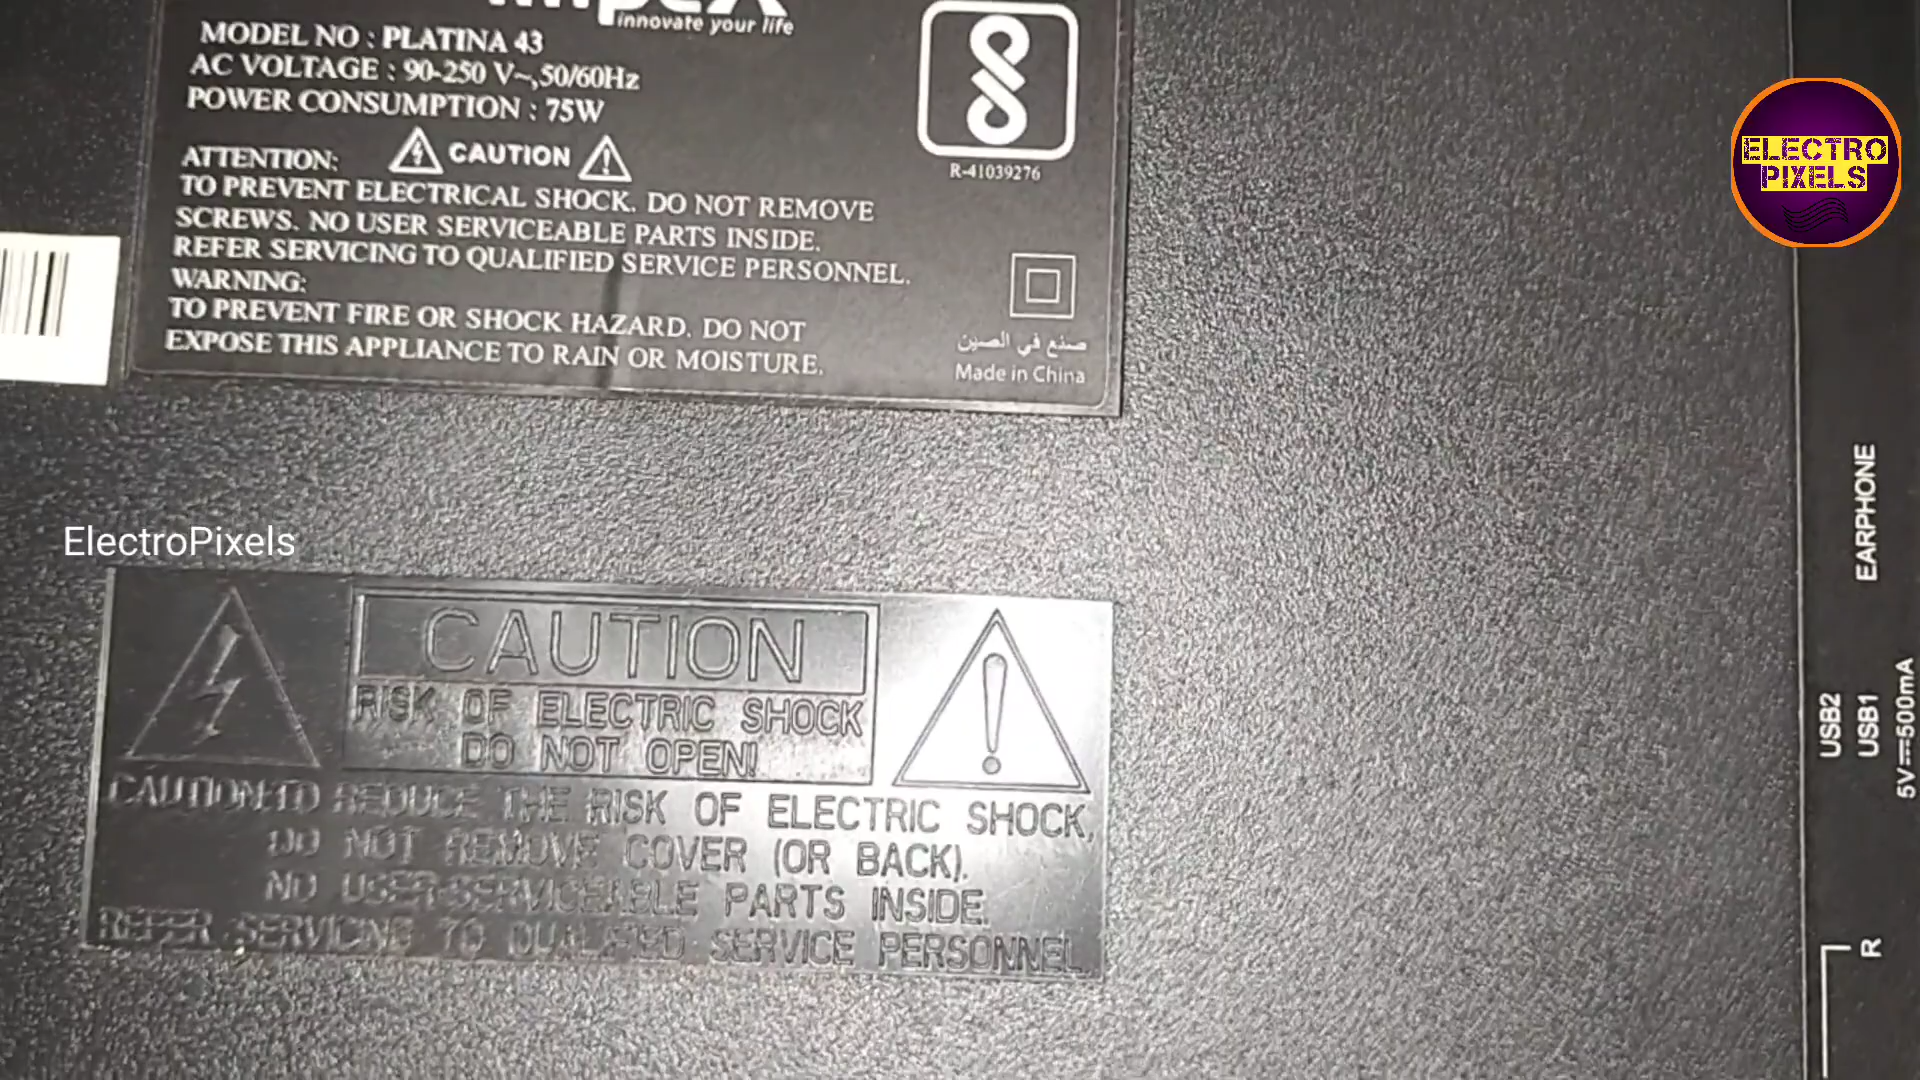 innovate your life
MODEL NO : PLATINA 43
AC VOLTAGE : 90-250 V~,50/60Hz
POWER CONSUMPTION : 75W
ATTENTION: CAUTION
TO PREVENT ELECTRICAL SHOCK. DO NOT REMOVE
SCREWS. NO USER SERVICEABLE PARTS INSIDE.
REFER SERVICING TO QUALIFIED SERVICE PERSONNEL.
WARNING:
TO PREVENT FIRE OR SHOCK HAZARD. DO NOT
EXPOSE THIS APPLIANCE TO RAIN OR MOISTURE.
R-41039276
صنع في الصين
Made in China
ELECTRO
PIXELS
ElectroPixels
CAUTION
RISK OF ELECTRIC SHOCK
DO NOT OPEN!
CAUTION:TO REDUCE THE RISK OF ELECTRIC SHOCK,
DO NOT REMOVE COVER (OR BACK).
NO USER-SERVICEABLE PARTS INSIDE.
REFER SERVICING TO QUALIFIED SERVICE PERSONNEL.
EARPHONE
USB2
USB1
5V⎓500mA
R